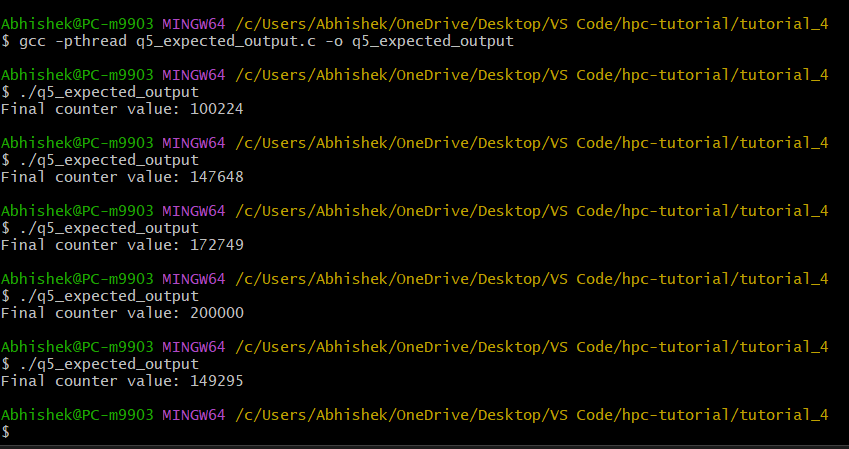 Abhishek@PC-m9903 MINGW64 /c/Users/Abhishek/OneDrive/Desktop/VS Code/hpc-tutorial/tutorial_4
$ gcc -pthread q5_expected_output.c -o q5_expected_output
Abhishek@PC-m9903 MINGW64 /c/Users/Abhishek/OneDrive/Desktop/VS Code/hpc-tutorial/tutorial_4
$ ./q5_expected_output
Final counter value: 100224
Abhishek@PC-m9903 MINGW64 /c/Users/Abhishek/OneDrive/Desktop/VS Code/hpc-tutorial/tutorial_4
$ ./q5_expected_output
Final counter value: 147648
Abhishek@PC-m9903 MINGW64 /c/Users/Abhishek/OneDrive/Desktop/VS Code/hpc-tutorial/tutorial_4
$ ./q5_expected_output
Final counter value: 172749
Abhishek@PC-m9903 MINGW64 /c/Users/Abhishek/OneDrive/Desktop/VS Code/hpc-tutorial/tutorial_4
$ ./q5_expected_output
Final counter value: 200000
Abhishek@PC-m9903 MINGW64 /c/Users/Abhishek/OneDrive/Desktop/VS Code/hpc-tutorial/tutorial_4
$ ./q5_expected_output
Final counter value: 149295
Abhishek@PC-m9903 MINGW64 /c/Users/Abhishek/OneDrive/Desktop/VS Code/hpc-tutorial/tutorial_4
$